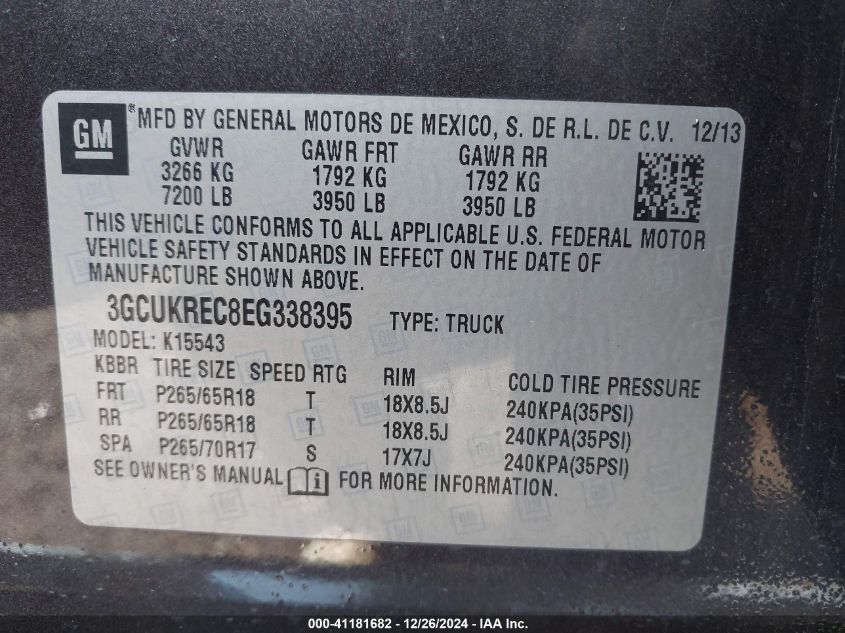 GM ® MFD BY GENERAL MOTORS DE MEXICO, S. DE R.L. DE C.V. 12/13
GVWR GAWR FRT GAWR RR
3266 KG 1792 KG 1792 KG
7200 LB 3950 LB 3950 LB
THIS VEHICLE CONFORMS TO ALL APPLICABLE U.S. FEDERAL MOTOR
VEHICLE SAFETY STANDARDS IN EFFECT ON THE DATE OF
MANUFACTURE SHOWN ABOVE.
3GCUKREC8EG338395 TYPE: TRUCK
MODEL: K15543
KBBR TIRE SIZE SPEED RTG RIM COLD TIRE PRESSURE
FRT P265/65R18 T 18X8.5J 240KPA(35PSI)
RR P265/65R18 T 18X8.5J 240KPA(35PSI)
SPA P265/70R17 S 17X7J 240KPA(35PSI)
SEE OWNER'S MANUAL i FOR MORE INFORMATION.
000-41181682 - 12/26/2024 - IAA Inc.